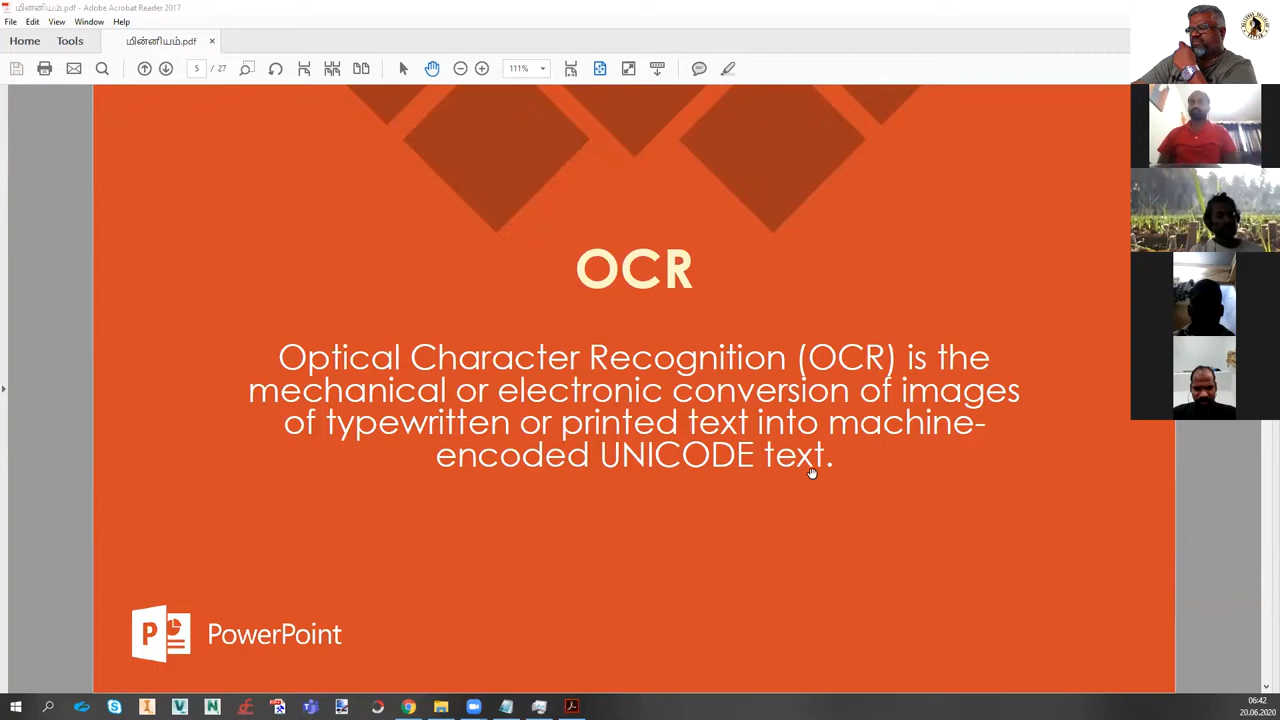 மின்னியம்.pdf - Adobe Acrobat Reader 2017
File Edit View Window Help
Home Tools மின்னியம்.pdf ×
5 / 27 111%
OCR
Optical Character Recognition (OCR) is the
mechanical or electronic conversion of images
of typewritten or printed text into machine-
encoded UNICODE text.
P PowerPoint
06:42
20.06.2020